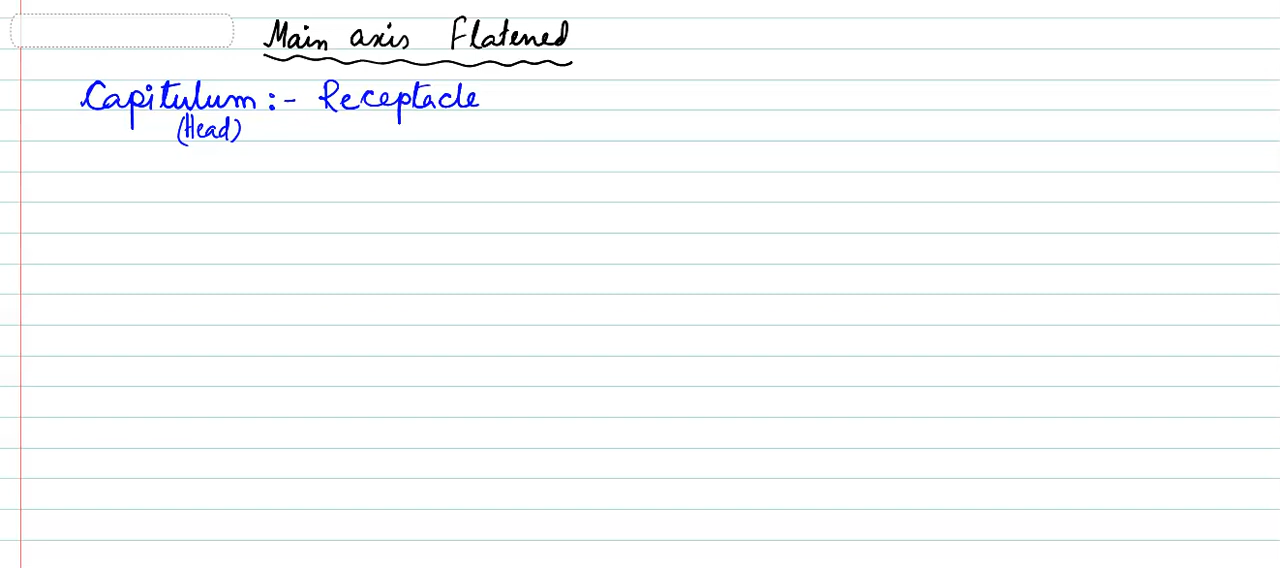 Main axis Flatened
Capitulum :- Receptacle
(Head)